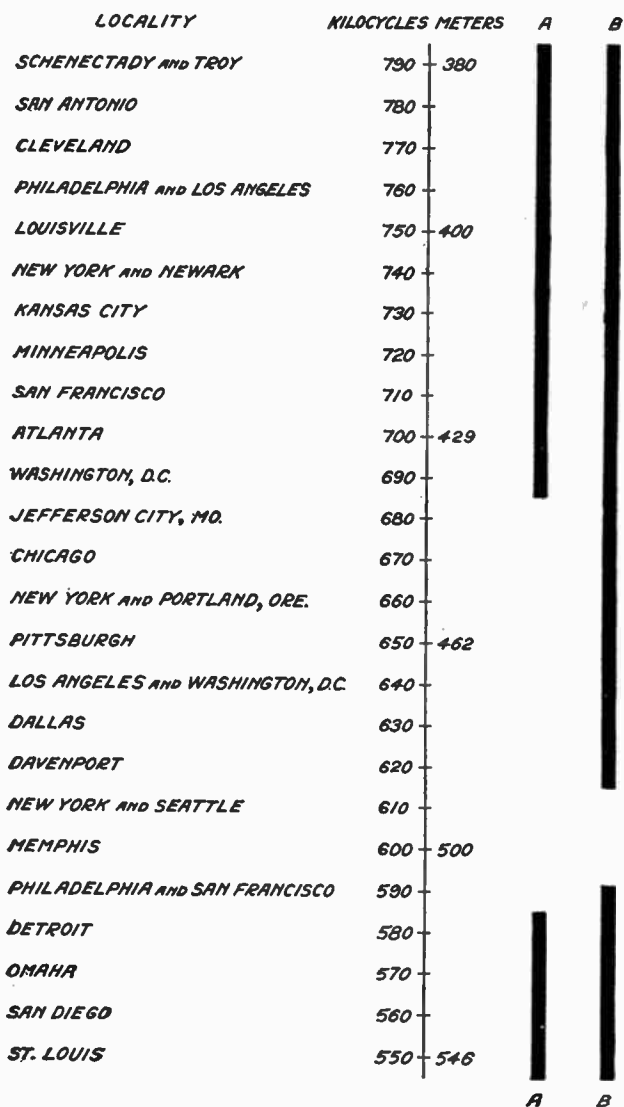 LOCALITY KILOCYCLES METERS A B
SCHENECTADY AND TROY 790 380
SAN ANTONIO 780
CLEVELAND 770
PHILADELPHIA AND LOS ANGELES 760
LOUISVILLE 750 400
NEW YORK AND NEWARK 740
KANSAS CITY 730
MINNEAPOLIS 720
SAN FRANCISCO 710
ATLANTA 700 429
WASHINGTON, D.C. 690
JEFFERSON CITY, MO. 680
CHICAGO 670
NEW YORK AND PORTLAND, ORE. 660
PITTSBURGH 650 462
LOS ANGELES AND WASHINGTON, D.C. 640
DALLAS 630
DAVENPORT 620
NEW YORK AND SEATTLE 610
MEMPHIS 600 500
PHILADELPHIA AND SAN FRANCISCO 590
DETROIT 580
OMAHA 570
SAN DIEGO 560
ST. LOUIS 550 546
A B